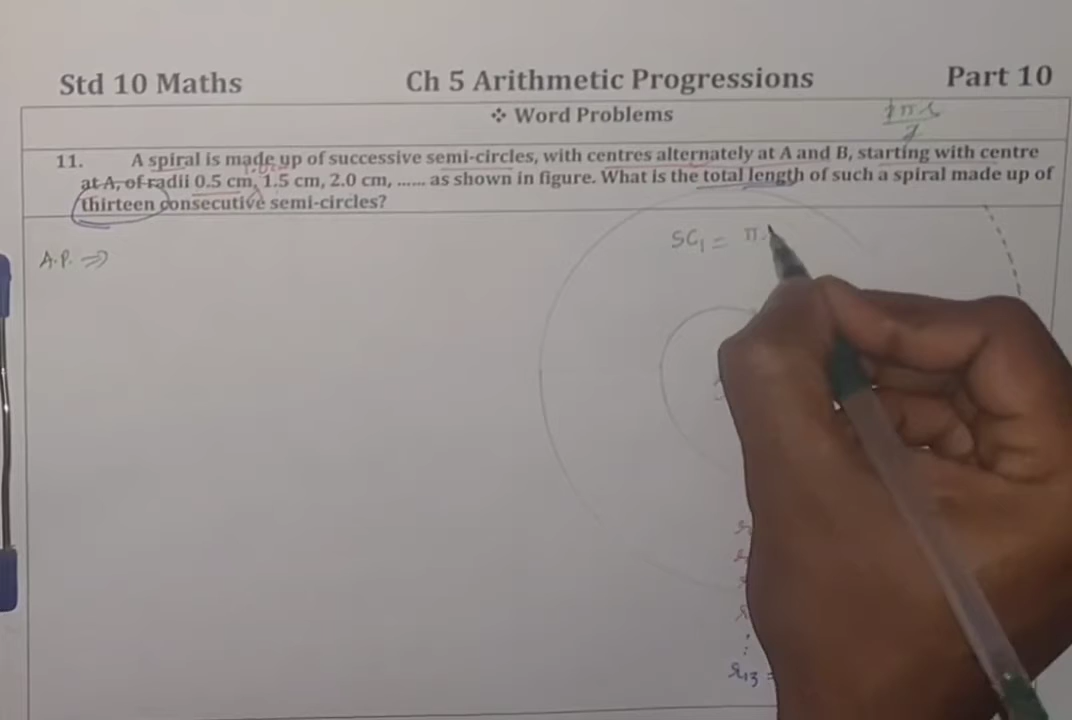 Std 10 Maths Ch 5 Arithmetic Progressions Part 10
❖ Word Problems
11. A spiral is made up of successive semi-circles, with centres alternately at A and B, starting with centre
at A, of radii 0.5 cm, 1.5 cm, 2.0 cm, ...... as shown in figure. What is the total length of such a spiral made up of
thirteen consecutive semi-circles?
A.P. ⇒
SC₁ = π
r₁₃ =